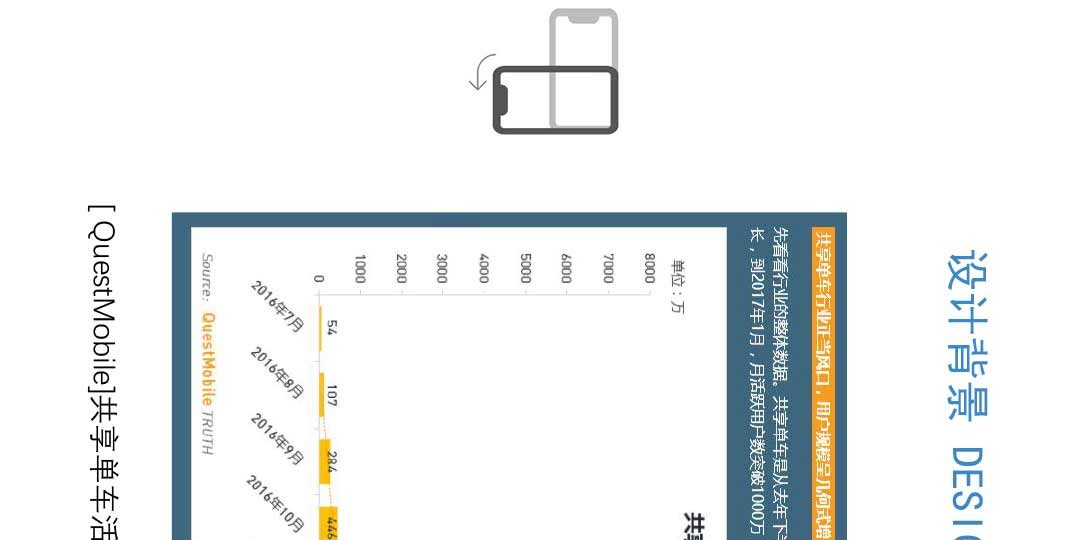 设计背景 DESIG
共享单车行业正当风口，用户规模呈几何式增
先看看行业的整体数据。共享单车是从去年下
长，到2017年1月，月活跃用户数突破1000万
共
单位：万
8000
7000
6000
5000
4000
3000
2000
1000
0
54
107
284
446
2016年7月
2016年8月
2016年9月
2016年10月
Source： QuestMobile TRUTH
[ QuestMobile]共享单车活